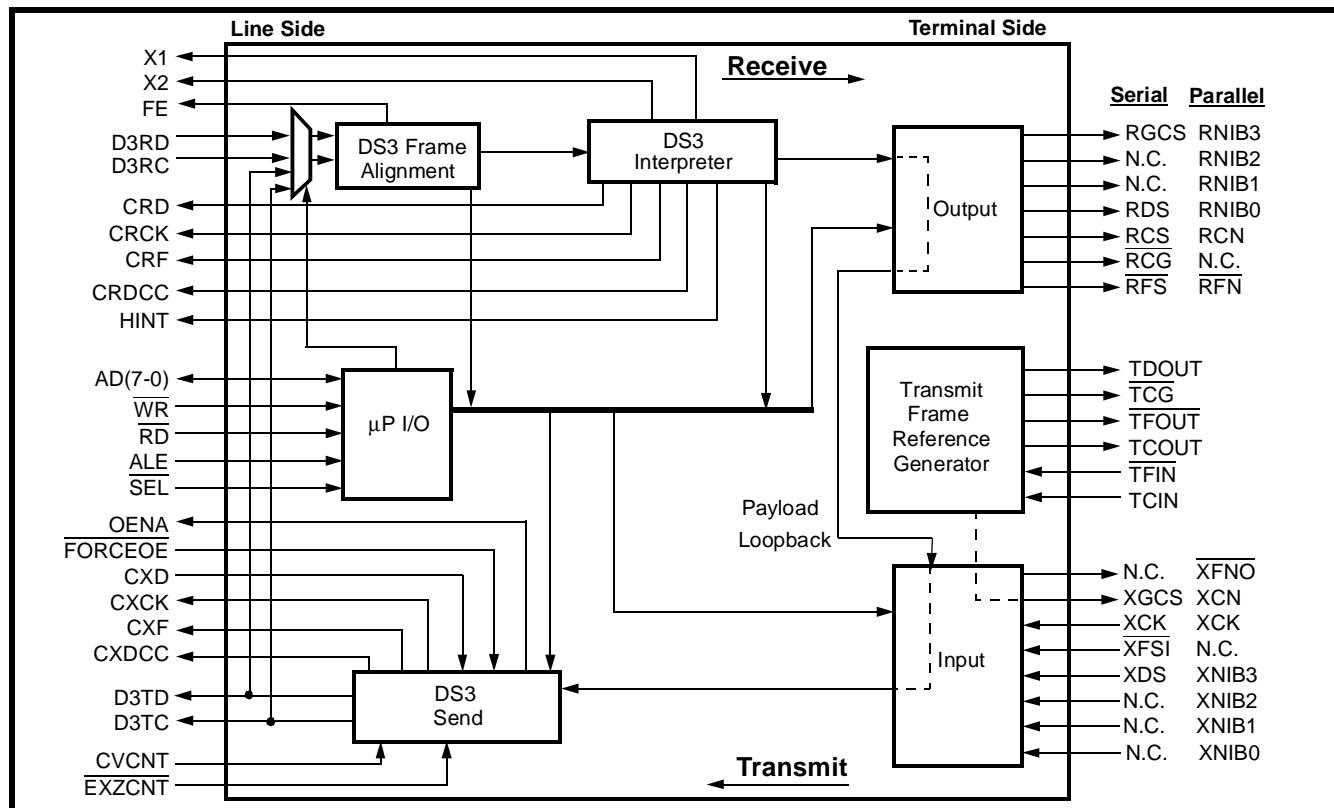 Line Side
Terminal Side
X1
X2
FE
D3RD
D3RC
CRD
CRCK
CRF
CRDCC
HINT
AD(7-0)
WR
RD
ALE
SEL
OENA
FORCEOE
CXD
CXCK
CXF
CXDCC
D3TD
D3TC
CVCNT
EXZCNT
Receive
DS3 Frame
Alignment
DS3
Interpreter
Output
μP I/O
Transmit
Frame
Reference
Generator
Payload
Loopback
Input
DS3
Send
Transmit
Serial Parallel
RGCS RNIB3
N.C. RNIB2
N.C. RNIB1
RDS RNIB0
RCS RCN
RCG N.C.
RFS RFN
TDOUT
TCG
TFOUT
TCOUT
TFIN
TCIN
N.C. XFNO
XGCS XCN
XCK XCK
XFSI N.C.
XDS XNIB3
N.C. XNIB2
N.C. XNIB1
N.C. XNIB0